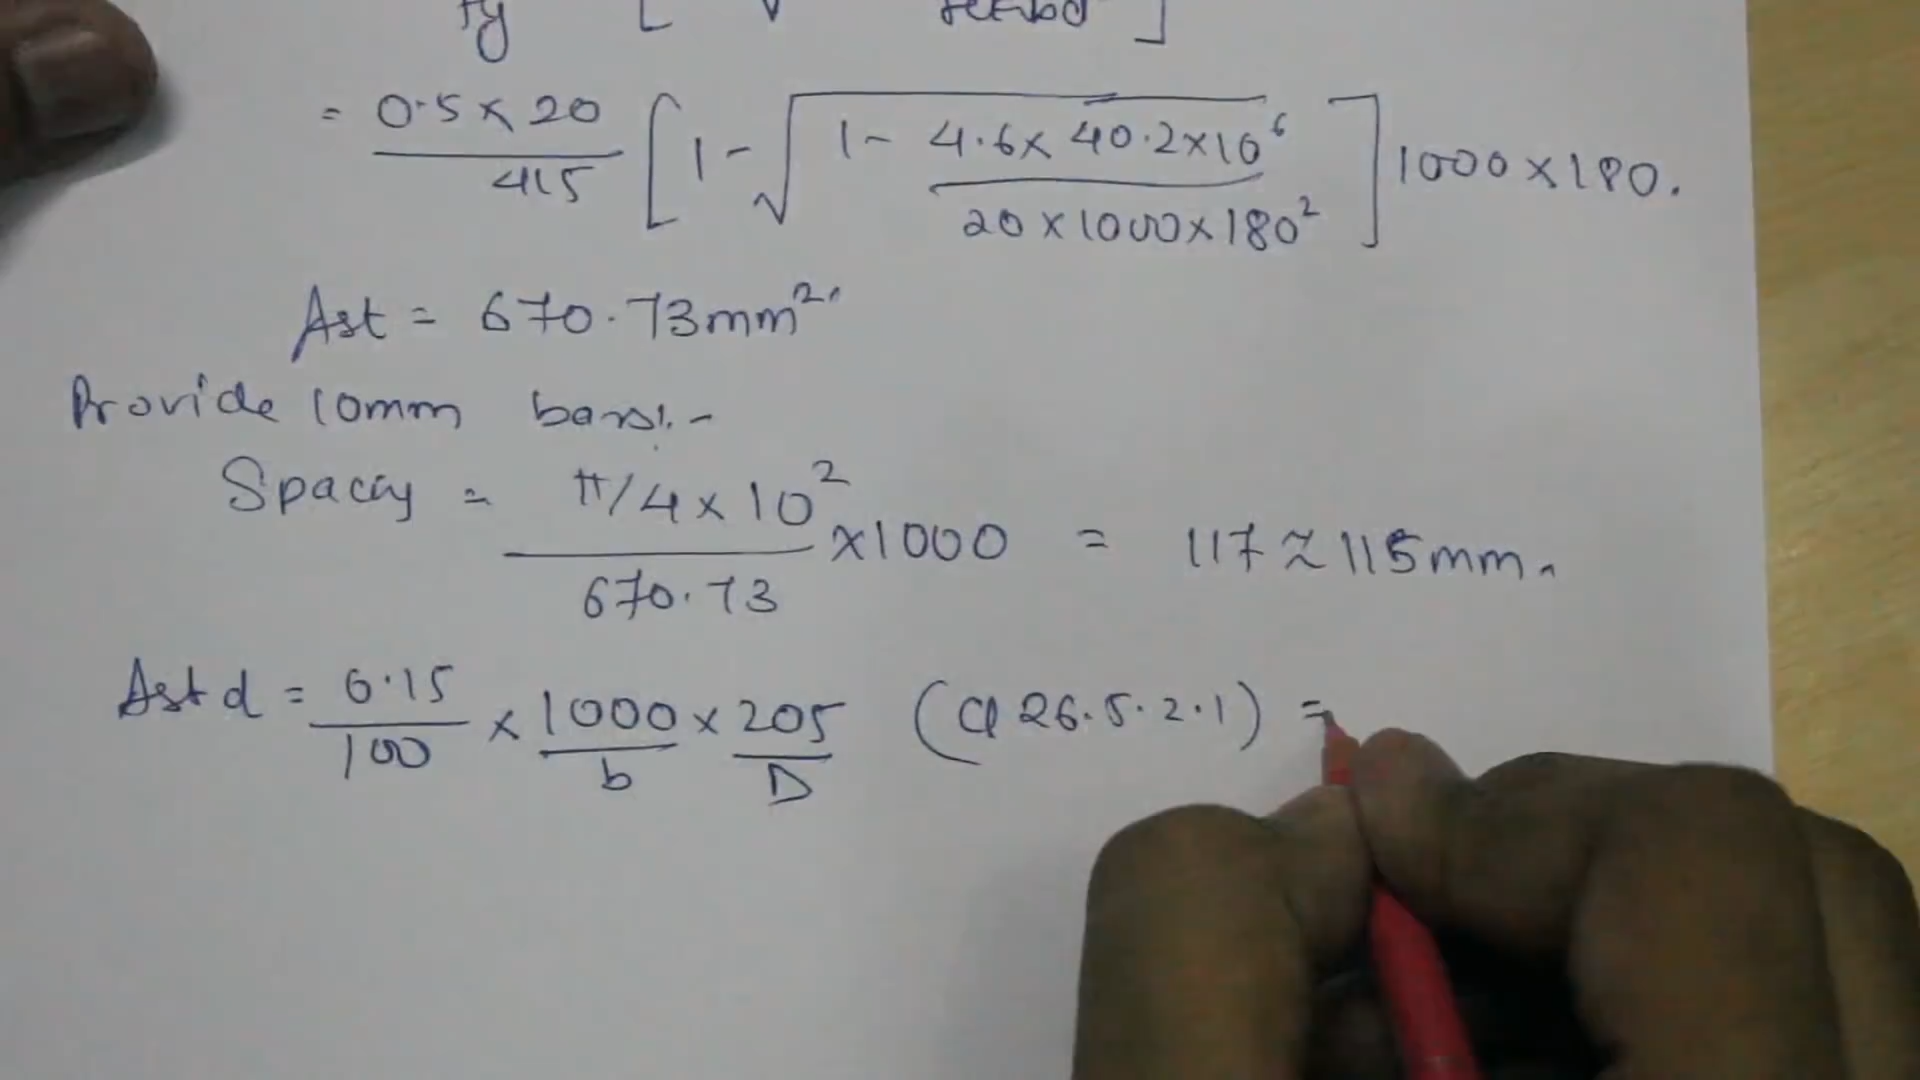 fy [ √ ]
= 0.5 × 20 / 415 [ 1 - √ 1 - 4.6 × 40.2 × 10⁶ / 20 × 1000 × 180² ] 1000 × 180.
Ast = 670.73mm².
Provide 10mm bars:-
Spacing = π/4 × 10² / 670.73 × 1000 = 117 ≈ 115mm.
Ast d = 0.15 / 100 × 1000 / b × 205 / D (Cl 26.5.2.1) =